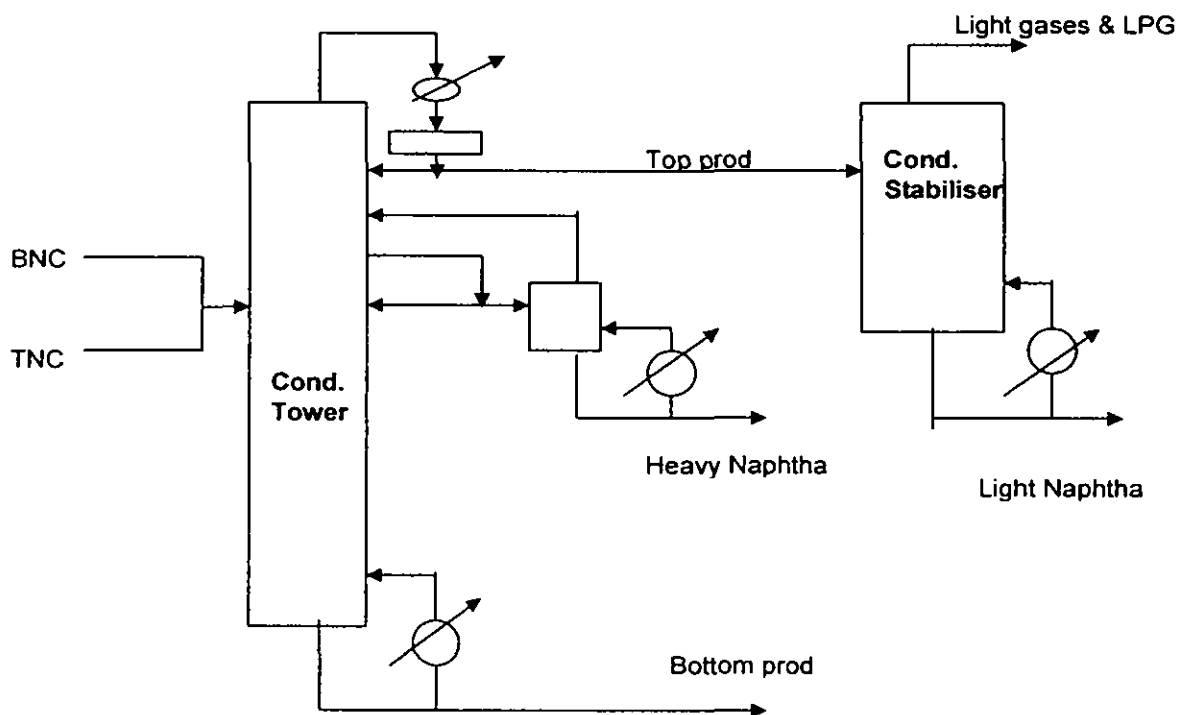 Light gases & LPG
Top prod
Cond.
Stabiliser
BNC
TNC
Cond.
Tower
Heavy Naphtha
Light Naphtha
Bottom prod